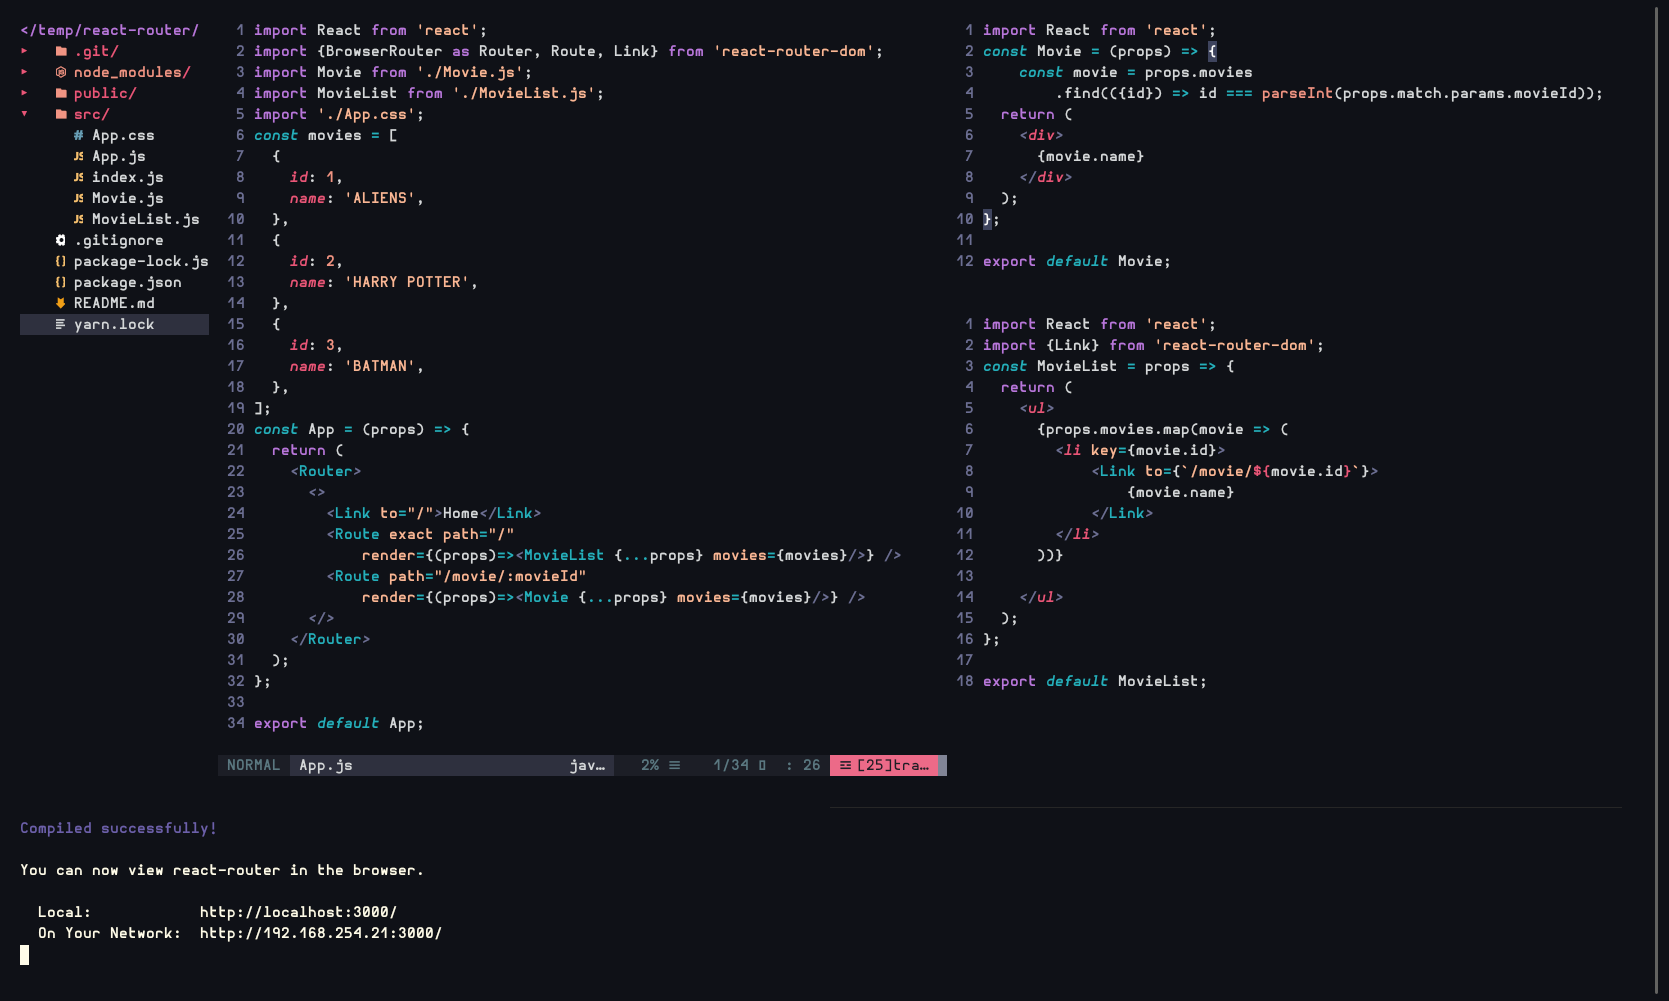 </temp/react-router/
▸ .git/
▸ node_modules/
▸ public/
▾ src/
# App.css
JS App.js
JS index.js
JS Movie.js
JS MovieList.js
.gitignore
{} package-lock.js
{} package.json
README.md
yarn.lock
1 import React from 'react';
2 import {BrowserRouter as Router, Route, Link} from 'react-router-dom';
3 import Movie from './Movie.js';
4 import MovieList from './MovieList.js';
5 import './App.css';
6 const movies = [
7   {
8     id: 1,
9     name: 'ALIENS',
10   },
11   {
12     id: 2,
13     name: 'HARRY POTTER',
14   },
15   {
16     id: 3,
17     name: 'BATMAN',
18   },
19 ];
20 const App = (props) => {
21   return (
22     <Router>
23       <>
24         <Link to="/">Home</Link>
25         <Route exact path="/"
26             render={(props)=><MovieList {...props} movies={movies}/>} />
27         <Route path="/movie/:movieId"
28             render={(props)=><Movie {...props} movies={movies}/>} />
29       </>
30     </Router>
31   );
32 };
33
34 export default App;
NORMAL App.js jav… 2% ≡ 1/34 : 26 [25]tra…
1 import React from 'react';
2 const Movie = (props) => {
3     const movie = props.movies
4         .find(({id}) => id === parseInt(props.match.params.movieId));
5   return (
6     <div>
7       {movie.name}
8     </div>
9   );
10 };
11
12 export default Movie;
1 import React from 'react';
2 import {Link} from 'react-router-dom';
3 const MovieList = props => {
4   return (
5     <ul>
6       {props.movies.map(movie => (
7         <li key={movie.id}>
8             <Link to={`/movie/${movie.id}`}>
9                 {movie.name}
10             </Link>
11         </li>
12       ))}
13
14     </ul>
15   );
16 };
17
18 export default MovieList;
Compiled successfully!
You can now view react-router in the browser.
Local:            http://localhost:3000/
On Your Network:  http://192.168.254.21:3000/